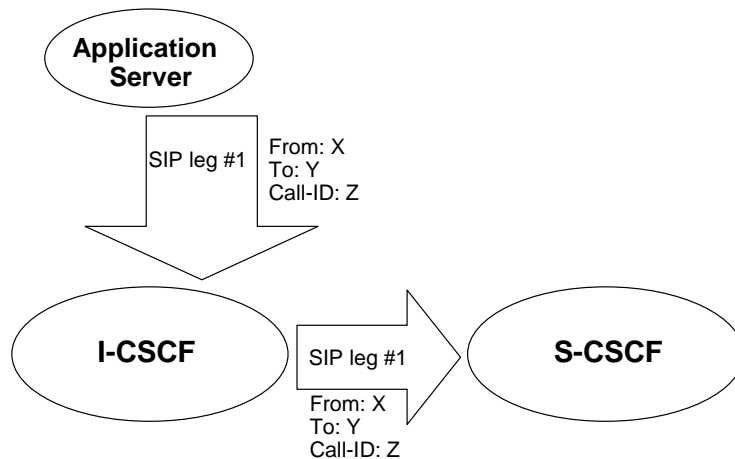 Application
Server
SIP leg #1
From: X
To: Y
Call-ID: Z
I-CSCF
SIP leg #1
S-CSCF
From: X
To: Y
Call-ID: Z